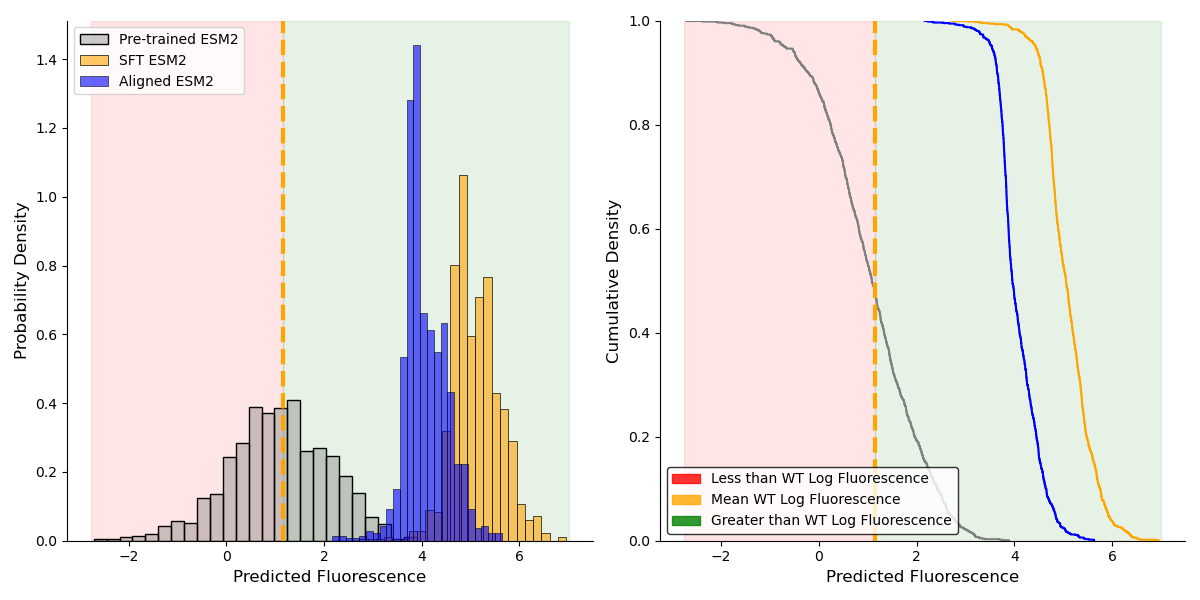 Pre-trained ESM2
SFT ESM2
Aligned ESM2
1.4
1.2
1.0
0.8
0.6
0.4
0.2
0.0
Probability Density
−2
0
2
4
6
Predicted Fluorescence
1.0
0.8
0.6
0.4
0.2
0.0
Cumulative Density
Less than WT Log Fluorescence
Mean WT Log Fluorescence
Greater than WT Log Fluorescence
−2
0
2
4
6
Predicted Fluorescence